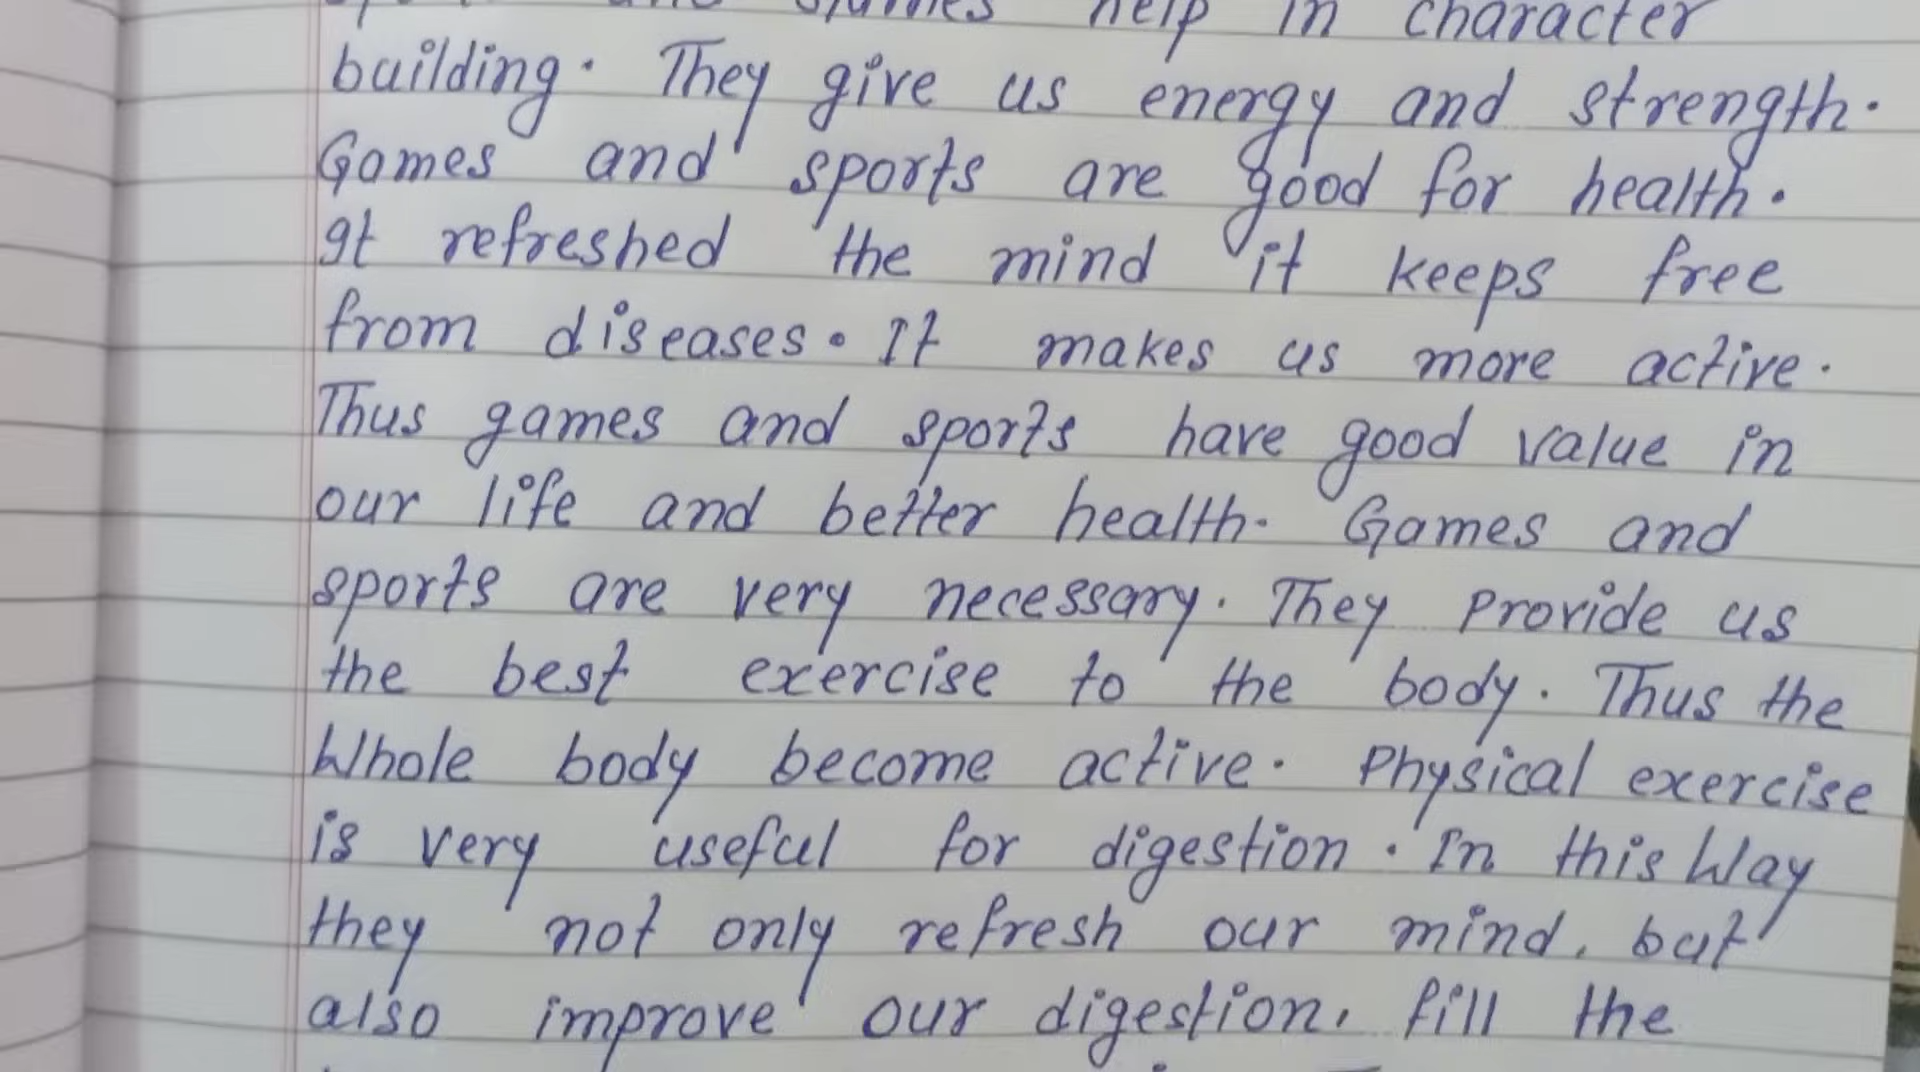 help in character
building. They give us energy and strength.
Games and sports are good for health.
It refreshed the mind it keeps free
from diseases. It makes us more active.
Thus games and sports have good value in
our life and better health. Games and
sports are very necessary. They provide us
the best exercise to the body. Thus the
Whole body become active. Physical exercise
is very useful for digestion. In this Way
they not only refresh our mind, but
also improve our digestion, fill the